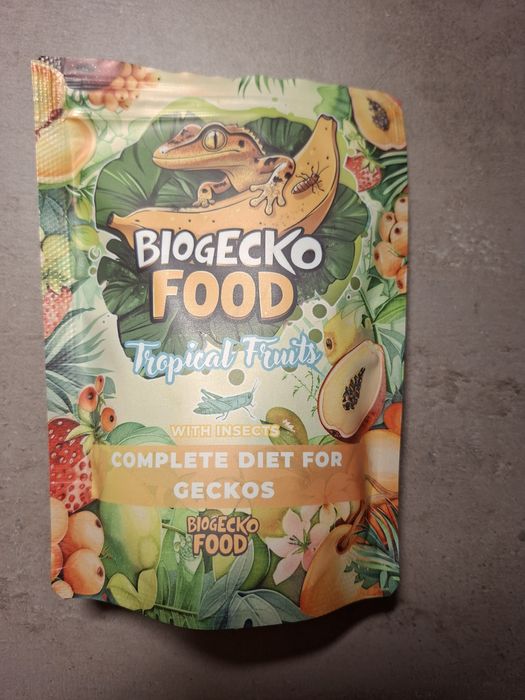 BIOGECKO
FOOD
Tropical Fruits
WITH INSECTS
COMPLETE DIET FOR
GECKOS
BIOGECKO
FOOD